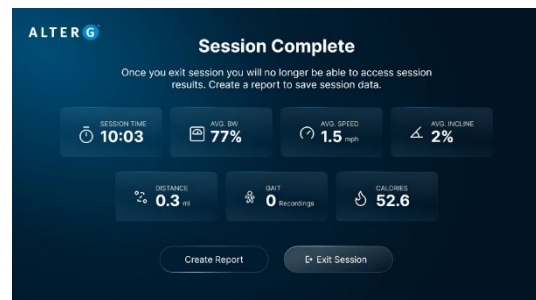 ALTER G
Session Complete
Once you exit session you will no longer be able to access session
results. Create a report to save session data.
SESSION TIME
10:03
AVG. BW
77%
AVG. SPEED
1.5 mph
AVG. INCLINE
2%
DISTANCE
0.3 mi
GAIT
0 Recordings
CALORIES
52.6
Create Report
Exit Session